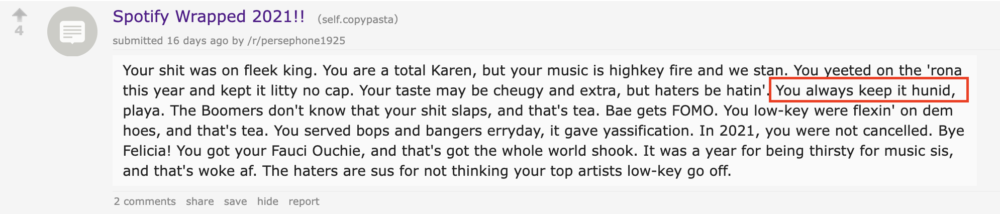 Spotify Wrapped 2021!! (self.copypasta)
4
submitted 16 days ago by /r/persephone1925
Your shit was on fleek king. You are a total Karen, but your music is highkey fire and we stan. You yeeted on the 'rona
this year and kept it litty no cap. Your taste may be cheugy and extra, but haters be hatin'. You always keep it hunid,
playa. The Boomers don't know that your shit slaps, and that's tea. Bae gets FOMO. You low-key were flexin' on dem
hoes, and that's tea. You served bops and bangers erryday, it gave yassification. In 2021, you were not cancelled. Bye
Felicia! You got your Fauci Ouchie, and that's got the whole world shook. It was a year for being thirsty for music sis,
and that's woke af. The haters are sus for not thinking your top artists low-key go off.
2 comments share save hide report